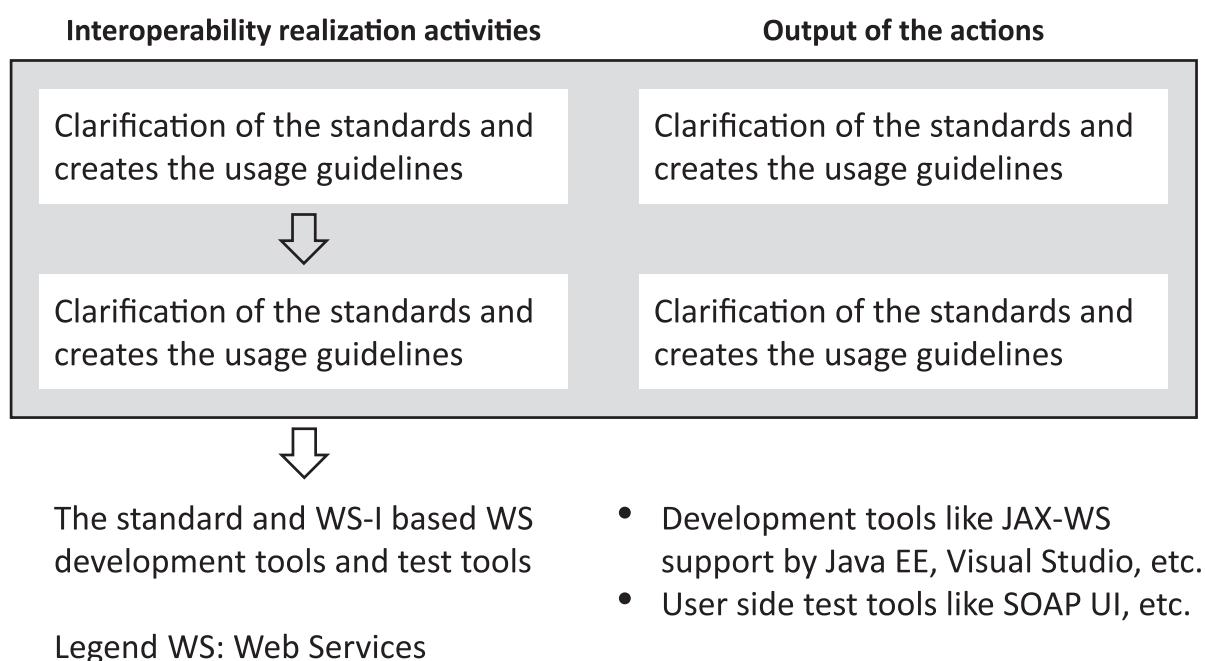 Interoperability realization activities
Output of the actions
Clarification of the standards and
creates the usage guidelines
Clarification of the standards and
creates the usage guidelines
Clarification of the standards and
creates the usage guidelines
Clarification of the standards and
creates the usage guidelines
The standard and WS-I based WS
development tools and test tools
• Development tools like JAX-WS
support by Java EE, Visual Studio, etc.
• User side test tools like SOAP UI, etc.
Legend WS: Web Services